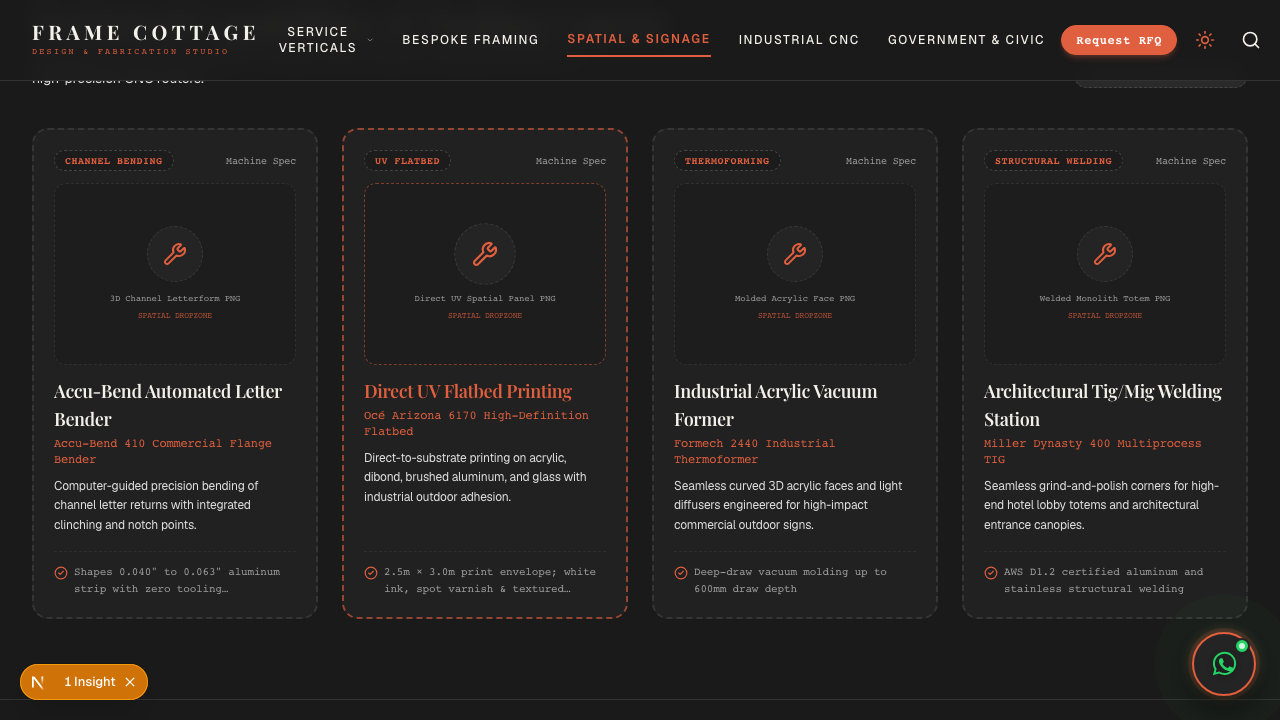 FRAME COTTAGE
DESIGN & FABRICATION STUDIO
SERVICE
VERTICALS
BESPOKE FRAMING
SPATIAL & SIGNAGE
INDUSTRIAL CNC
GOVERNMENT & CIVIC
Request RFQ
high-precision CNC routers.
CHANNEL BENDING
Machine Spec
3D Channel Letterform PNG
SPATIAL DROPZONE
Accu-Bend Automated Letter
Bender
Accu-Bend 410 Commercial Flange
Bender
Computer-guided precision bending of
channel letter returns with integrated
clinching and notch points.
Shapes 0.040" to 0.063" aluminum
strip with zero tooling…
UV FLATBED
Machine Spec
Direct UV Spatial Panel PNG
SPATIAL DROPZONE
Direct UV Flatbed Printing
Océ Arizona 6170 High-Definition
Flatbed
Direct-to-substrate printing on acrylic,
dibond, brushed aluminum, and glass with
industrial outdoor adhesion.
2.5m × 3.0m print envelope; white
ink, spot varnish & textured…
THERMOFORMING
Machine Spec
Molded Acrylic Face PNG
SPATIAL DROPZONE
Industrial Acrylic Vacuum
Former
Formech 2440 Industrial
Thermoformer
Seamless curved 3D acrylic faces and light
diffusers engineered for high-impact
commercial outdoor signs.
Deep-draw vacuum molding up to
600mm draw depth
STRUCTURAL WELDING
Machine Spec
Welded Monolith Totem PNG
SPATIAL DROPZONE
Architectural Tig/Mig Welding
Station
Miller Dynasty 400 Multiprocess
TIG
Seamless grind-and-polish corners for high-
end hotel lobby totems and architectural
entrance canopies.
AWS D1.2 certified aluminum and
stainless structural welding
1 Insight